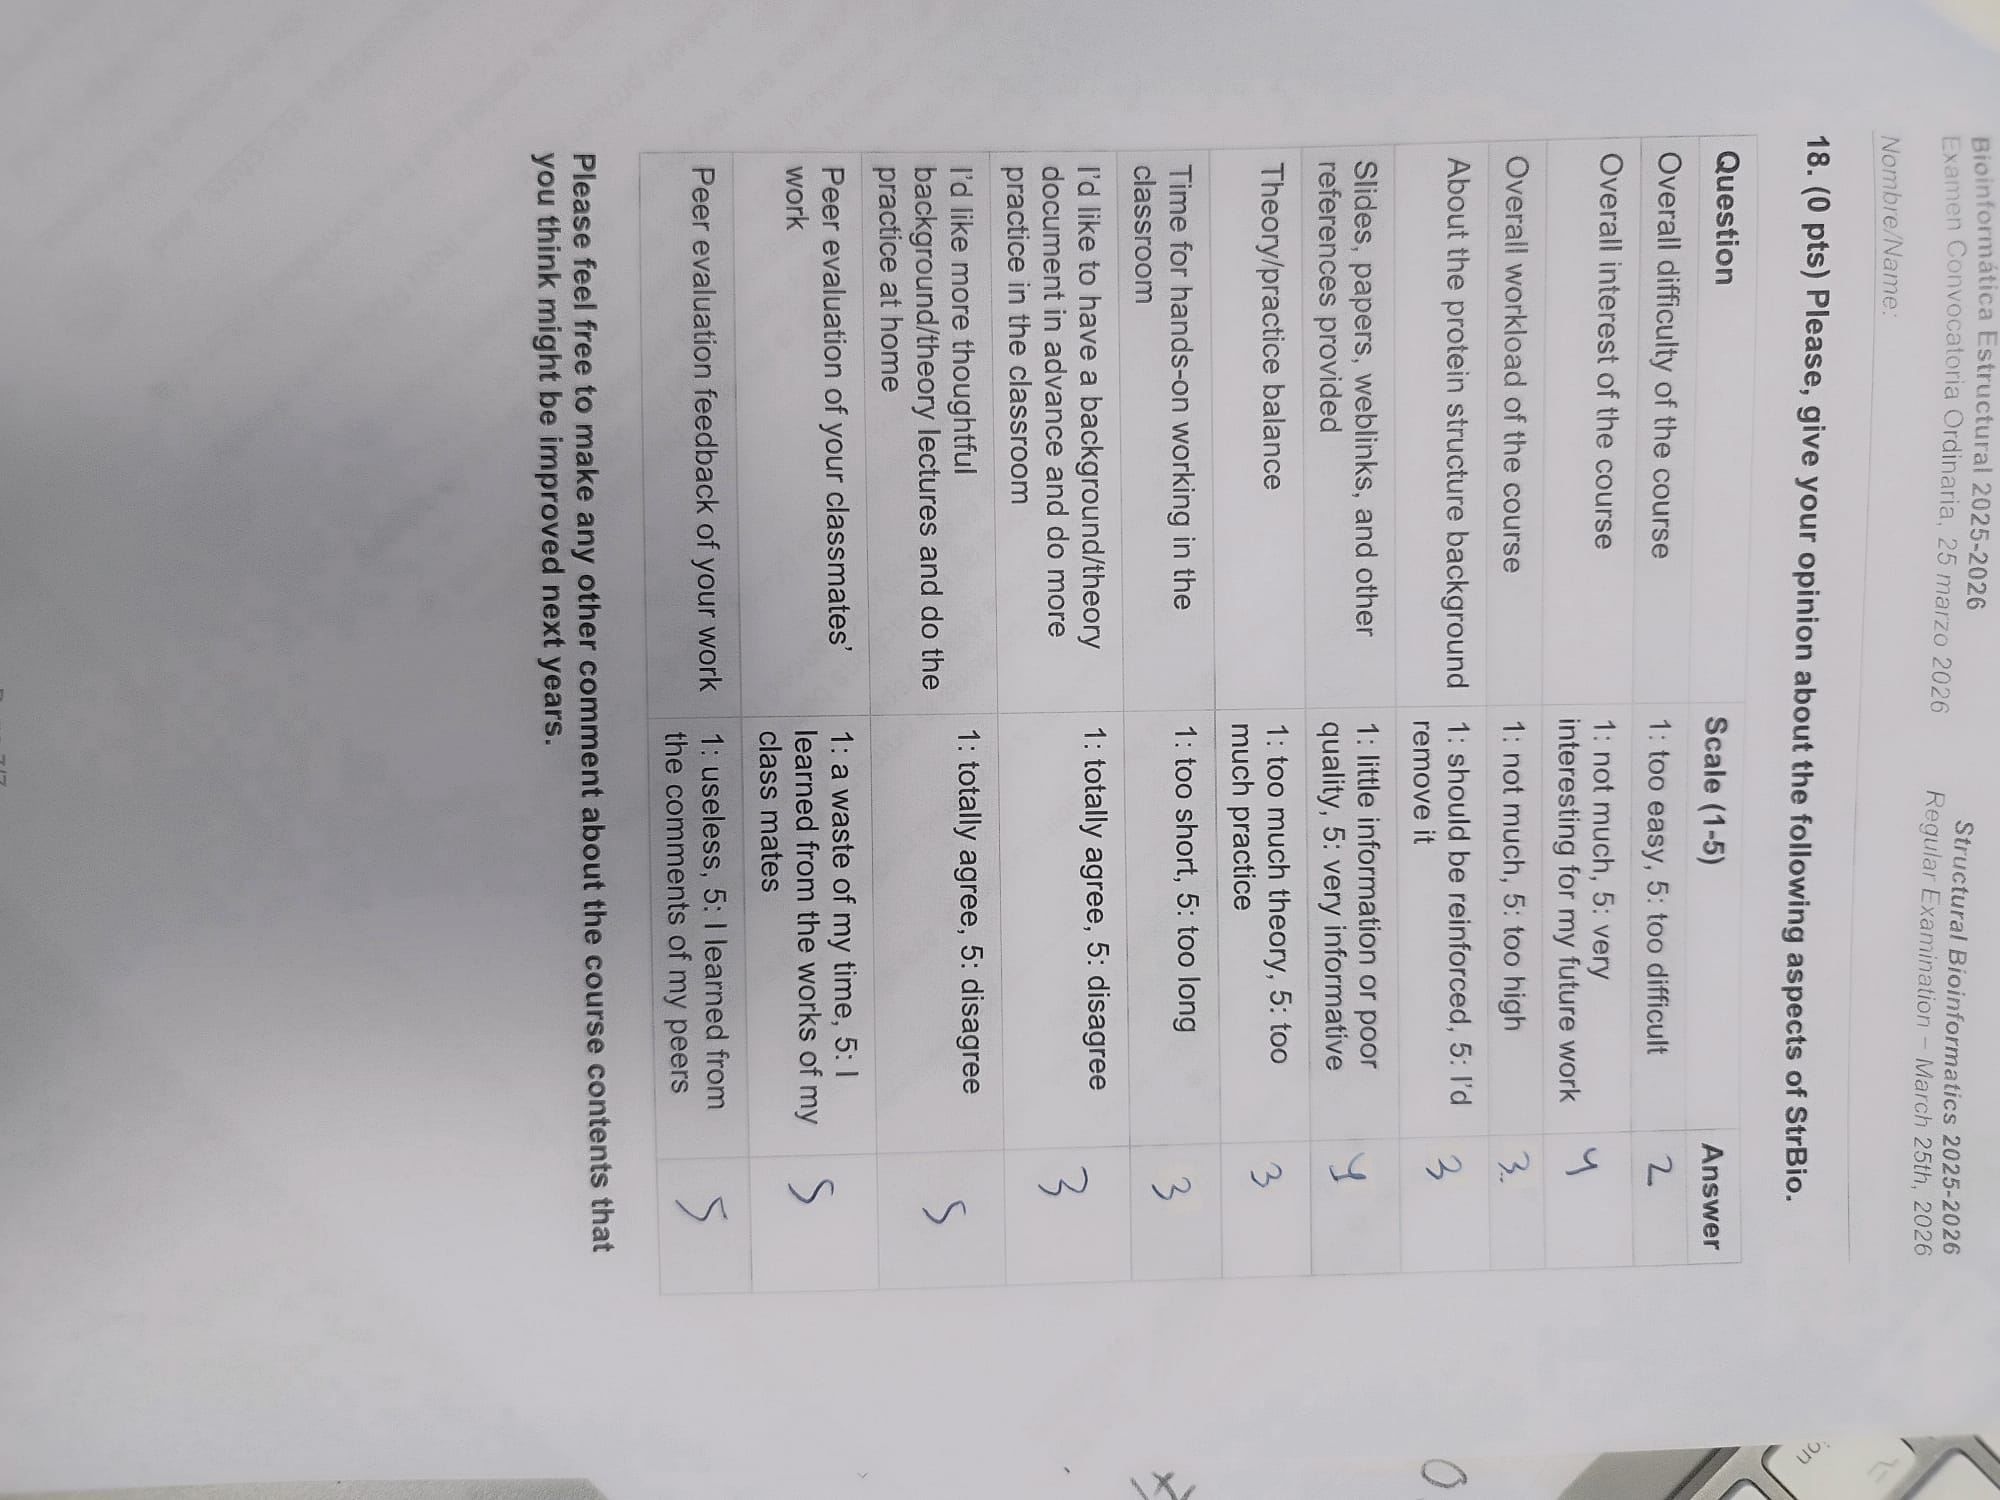 Bioinformática Estructural 2025-2026
Structural Bioinformatics 2025-2026
Examen Convocatoria Ordinaria, 25 marzo 2026
Regular Examination – March 25th, 2026
Nombre/Name:
18. (0 pts) Please, give your opinion about the following aspects of StrBio.
Question Scale (1-5) Answer
Overall difficulty of the course 1: too easy, 5: too difficult 2
Overall interest of the course 1: not much, 5: very
interesting for my future work 4
Overall workload of the course 1: not much, 5: too high 3.
About the protein structure background 1: should be reinforced, 5: I'd
remove it 3
Slides, papers, weblinks, and other
references provided
1: little information or poor
quality, 5: very informative 4
Theory/practice balance 1: too much theory, 5: too
much practice 3
Time for hands-on working in the
classroom
1: too short, 5: too long 3
I'd like to have a background/theory
document in advance and do more
practice in the classroom
1: totally agree, 5: disagree 3
I'd like more thoughtful
background/theory lectures and do the
practice at home
1: totally agree, 5: disagree 5
Peer evaluation of your classmates'
work
1: a waste of my time, 5: I
learned from the works of my
class mates 5
Peer evaluation feedback of your work 1: useless, 5: I learned from
the comments of my peers 5
Please feel free to make any other comment about the course contents that
you think might be improved next years.